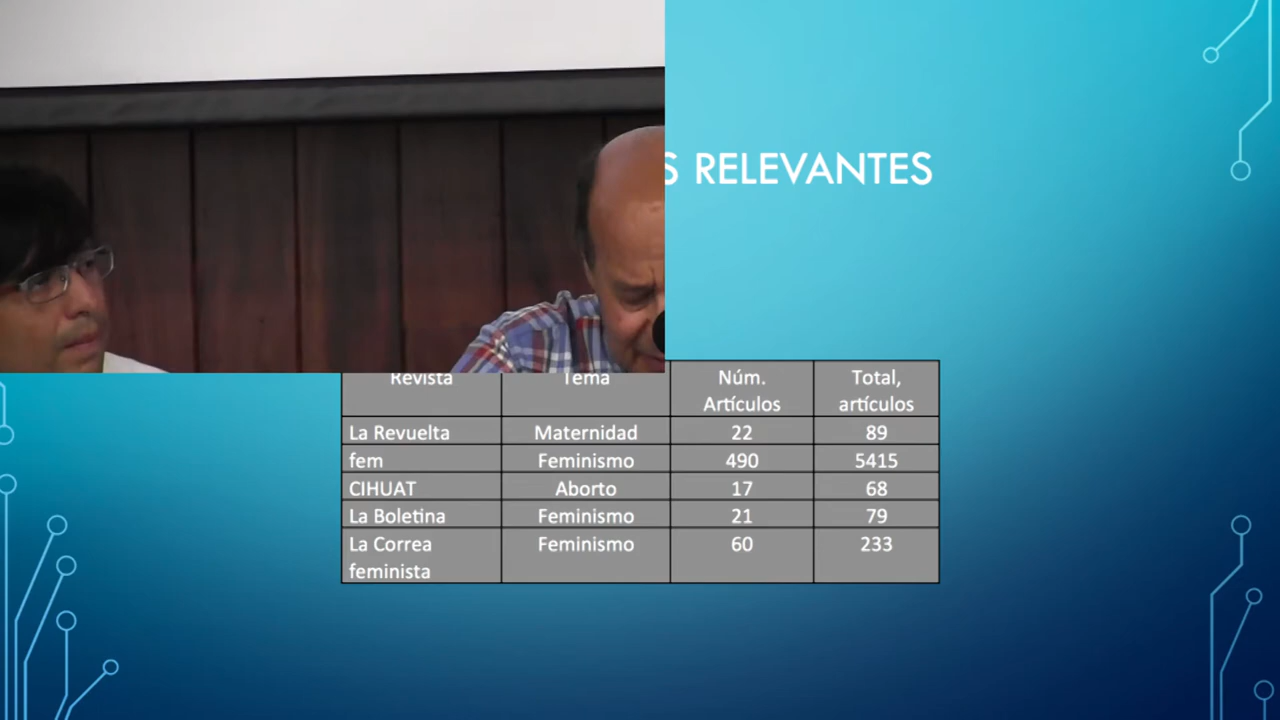 S RELEVANTES
Revista Tema Núm. Artículos Total, artículos
La Revuelta Maternidad 22 89
fem Feminismo 490 5415
CIHUAT Aborto 17 68
La Boletina Feminismo 21 79
La Correa feminista Feminismo 60 233